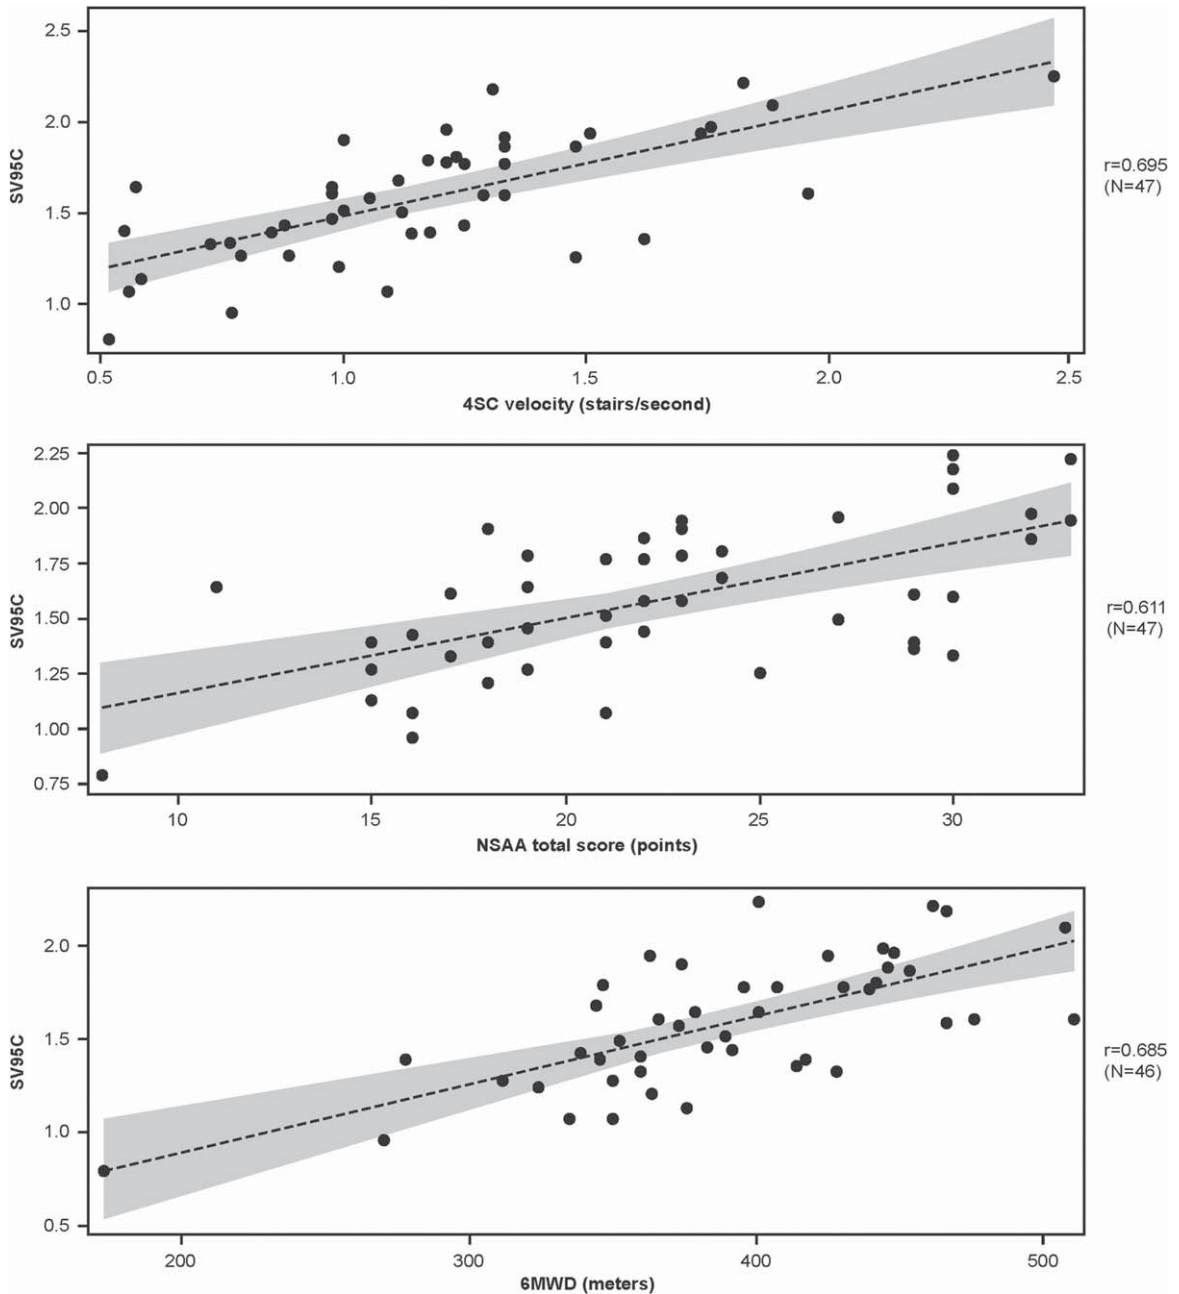 2.5
2.0
1.5
1.0
SV95C
0.5 1.0 1.5 2.0 2.5
4SC velocity (stairs/second)
r=0.695
(N=47)
2.25
2.00
1.75
1.50
1.25
1.00
0.75
SV95C
10 15 20 25 30
NSAA total score (points)
r=0.611
(N=47)
2.0
1.5
1.0
0.5
SV95C
200 300 400 500
6MWD (meters)
r=0.685
(N=46)